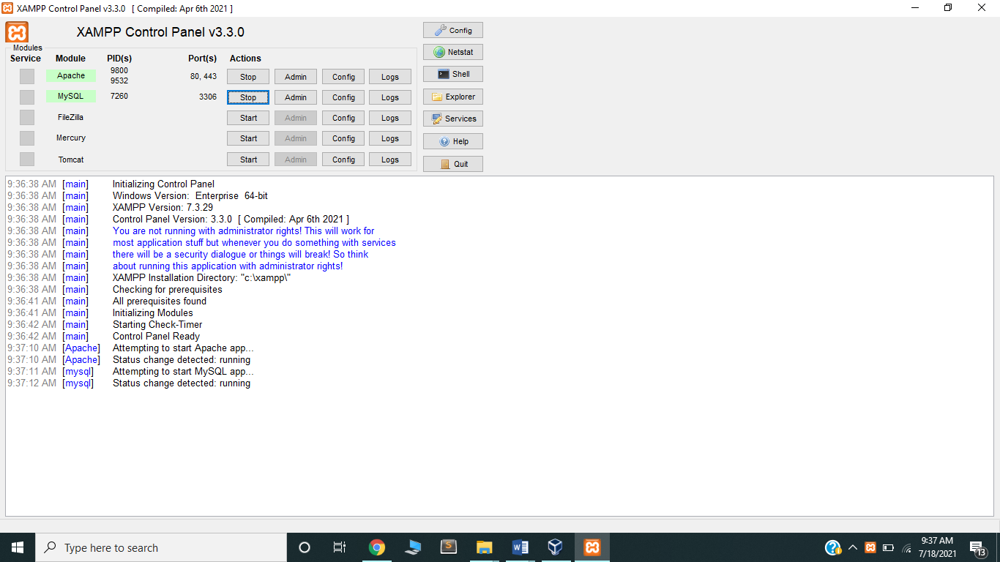 XAMPP Control Panel v3.3.0 [ Compiled: Apr 6th 2021 ]
XAMPP Control Panel v3.3.0
Config
Modules
Service Module PID(s) Port(s) Actions
Netstat
Apache 9800 9532 80, 443 Stop Admin Config Logs
Shell
MySQL 7260 3306 Stop Admin Config Logs
Explorer
FileZilla Start Admin Config Logs
Services
Mercury Start Admin Config Logs
Help
Tomcat Start Admin Config Logs
Quit
9:36:38 AM [main] Initializing Control Panel
9:36:38 AM [main] Windows Version: Enterprise 64-bit
9:36:38 AM [main] XAMPP Version: 7.3.29
9:36:38 AM [main] Control Panel Version: 3.3.0 [ Compiled: Apr 6th 2021 ]
9:36:38 AM [main] You are not running with administrator rights! This will work for
9:36:38 AM [main] most application stuff but whenever you do something with services
9:36:38 AM [main] there will be a security dialogue or things will break! So think
9:36:38 AM [main] about running this application with administrator rights!
9:36:38 AM [main] XAMPP Installation Directory: "c:\xampp\"
9:36:38 AM [main] Checking for prerequisites
9:36:41 AM [main] All prerequisites found
9:36:41 AM [main] Initializing Modules
9:36:42 AM [main] Starting Check-Timer
9:36:42 AM [main] Control Panel Ready
9:37:10 AM [Apache] Attempting to start Apache app...
9:37:10 AM [Apache] Status change detected: running
9:37:11 AM [mysql] Attempting to start MySQL app...
9:37:12 AM [mysql] Status change detected: running
Type here to search
9:37 AM
7/18/2021
13